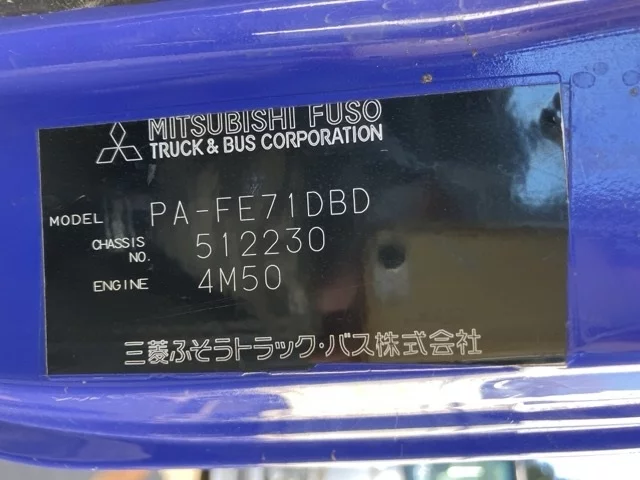 MITSUBISHI FUSO
TRUCK & BUS CORPORATION
MODEL PA-FE71DBD
CHASSIS NO. 512230
ENGINE 4M50
三菱ふそうトラック・バス株式会社